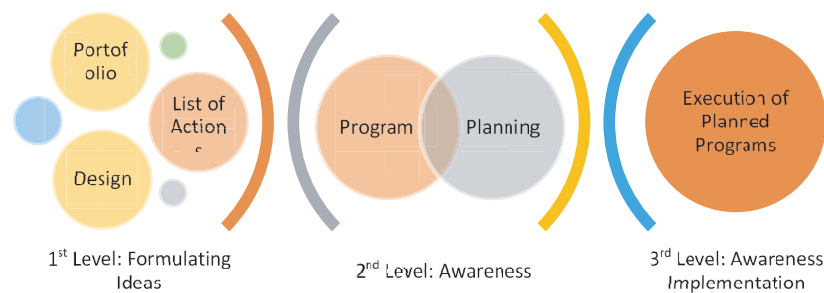 Portof
olio
List of
Action
s
Design
Program
Planning
Execution of
Planned
Programs
1st Level: Formulating
Ideas
2nd Level: Awareness
3rd Level: Awareness
Implementation